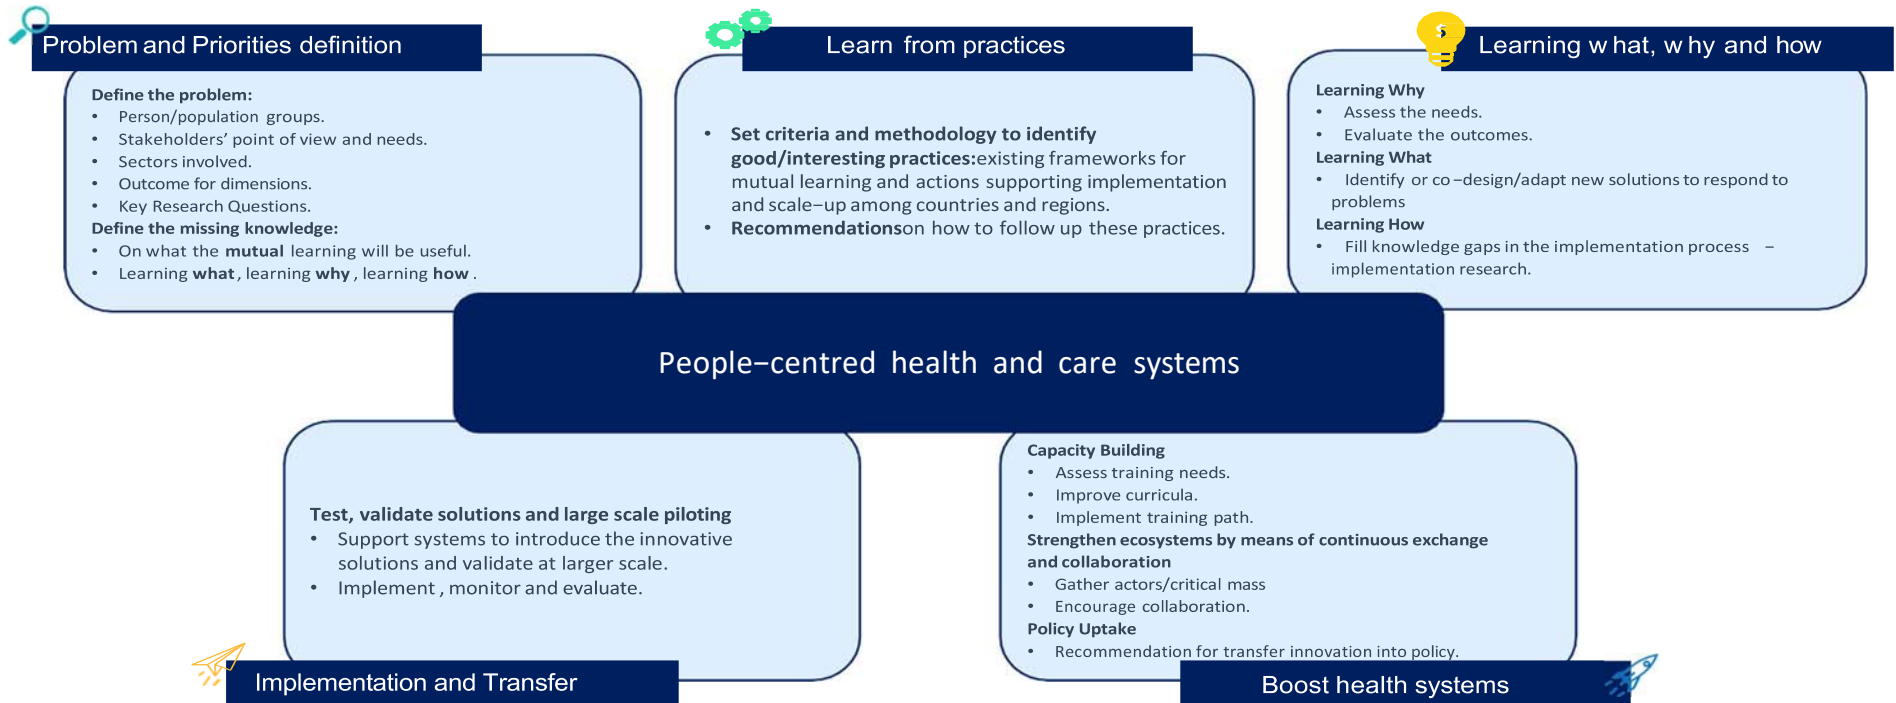 Problem and Priorities definition
Define the problem:
• Person/population groups.
• Stakeholders’ point of view and needs.
• Sectors involved.
• Outcome for dimensions.
• Key Research Questions.
Define the missing knowledge:
• On what the mutual learning will be useful.
• Learning what, learning why, learning how.
Learn from practices
• Set criteria and methodology to identify
good/interesting practices:existing frameworks for
mutual learning and actions supporting implementation
and scale-up among countries and regions.
• Recommendationson how to follow up these practices.
$
Learning what, why and how
Learning Why
• Assess the needs.
• Evaluate the outcomes.
Learning What
• Identify or co-design/adapt new solutions to respond to
problems
Learning How
• Fill knowledge gaps in the implementation process -
implementation research.
People-centred health and care systems
Test, validate solutions and large scale piloting
• Support systems to introduce the innovative
solutions and validate at larger scale.
• Implement, monitor and evaluate.
Implementation and Transfer
Capacity Building
• Assess training needs.
• Improve curricula.
• Implement training path.
Strengthen ecosystems by means of continuous exchange
and collaboration
• Gather actors/critical mass
• Encourage collaboration.
Policy Uptake
• Recommendation for transfer innovation into policy.
Boost health systems